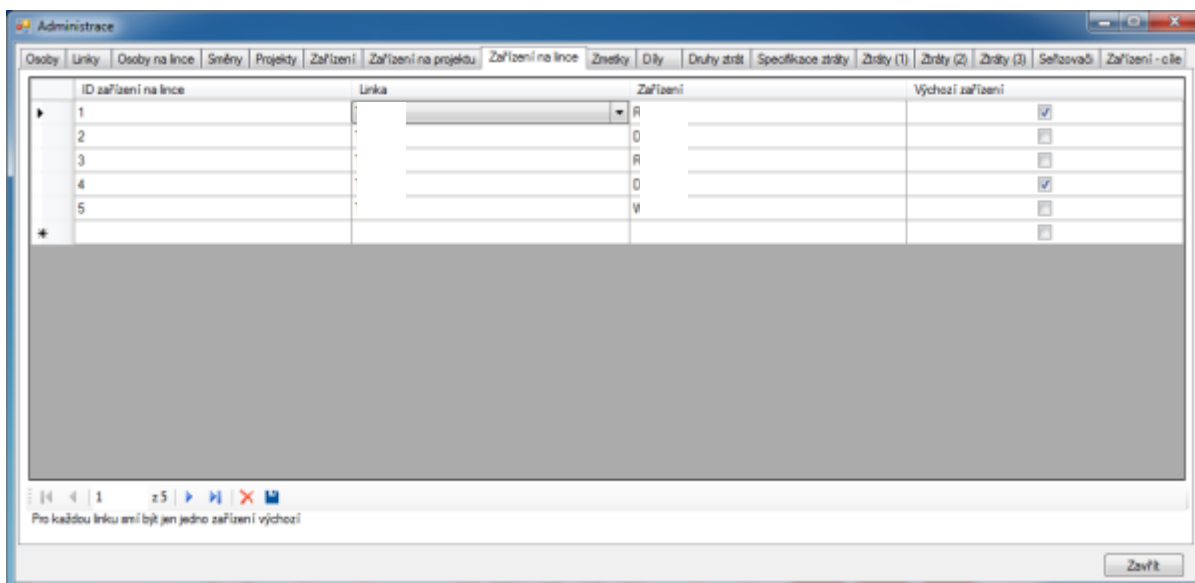 Administrace
Osoby Linky Osoby na lince Směny Projekty Zařízení Zařízení na projektu Zařízení na lince Zmetky Díly Druhy ztrát Specifikace ztráty Ztráty (1) Ztráty (2) Ztráty (3) Seřizovači Zařízení - cíle
ID zařízení na lince Linka Zařízení Výchozí zařízení
1 R
2 D
3 R
4 D
5 W
1 z 5
Pro každou linku smí být jen jedno zařízení výchozí
Zavřít